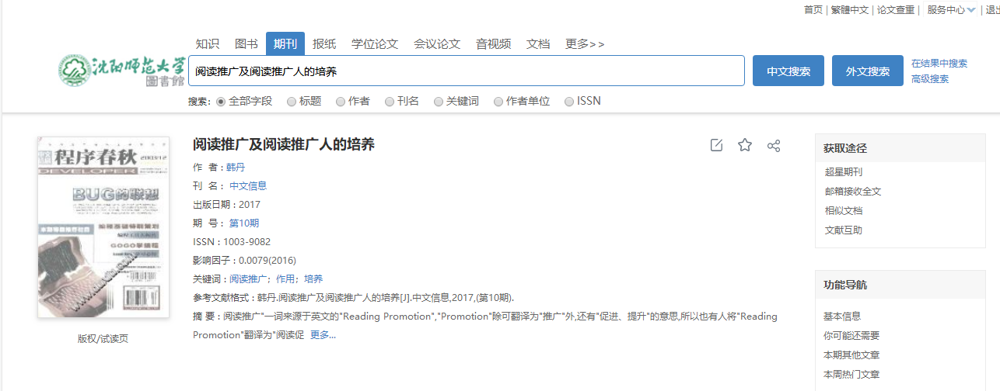 首页 | 繁體中文 | 论文查重 | 服务中心 | 退出
知识 图书 期刊 报纸 学位论文 会议论文 音视频 文档 更多>>
沈阳师范大学
圖書館
阅读推广及阅读推广人的培养 中文搜索 外文搜索
在结果中搜索
高级搜索
搜索: 全部字段 标题 作者 刊名 关键词 作者单位 ISSN
程序春秋
DEVELOPER
BUG的联想
版权/试读页
阅读推广及阅读推广人的培养
作 者 : 韩丹
刊 名 : 中文信息
出版日期 : 2017
期 号 : 第10期
ISSN : 1003-9082
影响因子 : 0.0079(2016)
关键词 : 阅读推广; 作用; 培养
参考文献格式 : 韩丹.阅读推广及阅读推广人的培养[J].中文信息,2017,(第10期).
摘 要 : 阅读推广"一词来源于英文的"Reading Promotion","Promotion"除可翻译为"推广"外,还有"促进、提升"的意思,所以也有人将"Reading
Promotion"翻译为"阅读促 更多...
获取途径
超星期刊
邮箱接收全文
相似文档
文献互助
功能导航
基本信息
你可能还需要
本期其他文章
本周热门文章